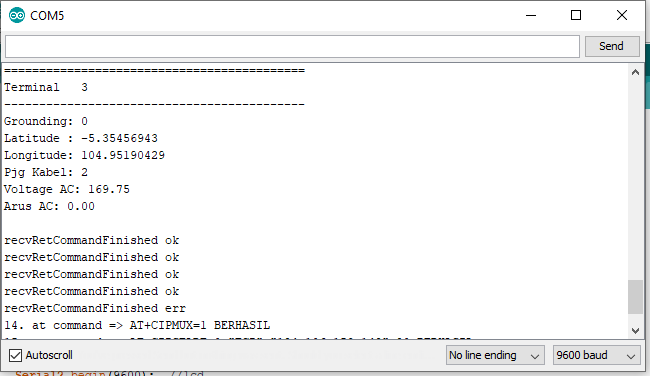 COM5
Send
========================================
Terminal   3
----------------------------------------
Grounding: 0
Latitude : -5.35456943
Longitude: 104.95190429
Pjg Kabel: 2
Voltage AC: 169.75
Arus AC: 0.00
recvRetCommandFinished ok
recvRetCommandFinished ok
recvRetCommandFinished ok
recvRetCommandFinished ok
recvRetCommandFinished err
14. at command => AT+CIPMUX=1 BERHASIL
Autoscroll
No line ending
9600 baud
Serial2.begin(9600);  //lcd